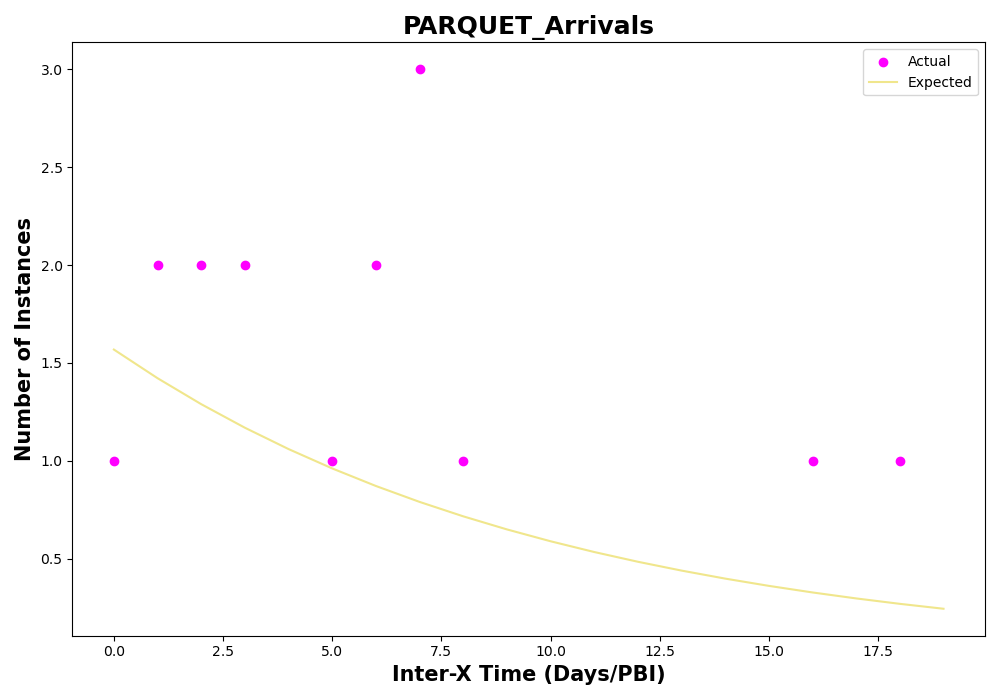 PARQUET_Arrivals
Actual
Expected
3.0
2.5
2.0
1.5
1.0
0.5
Number of Instances
0.0
2.5
5.0
7.5
10.0
12.5
15.0
17.5
Inter-X Time (Days/PBI)